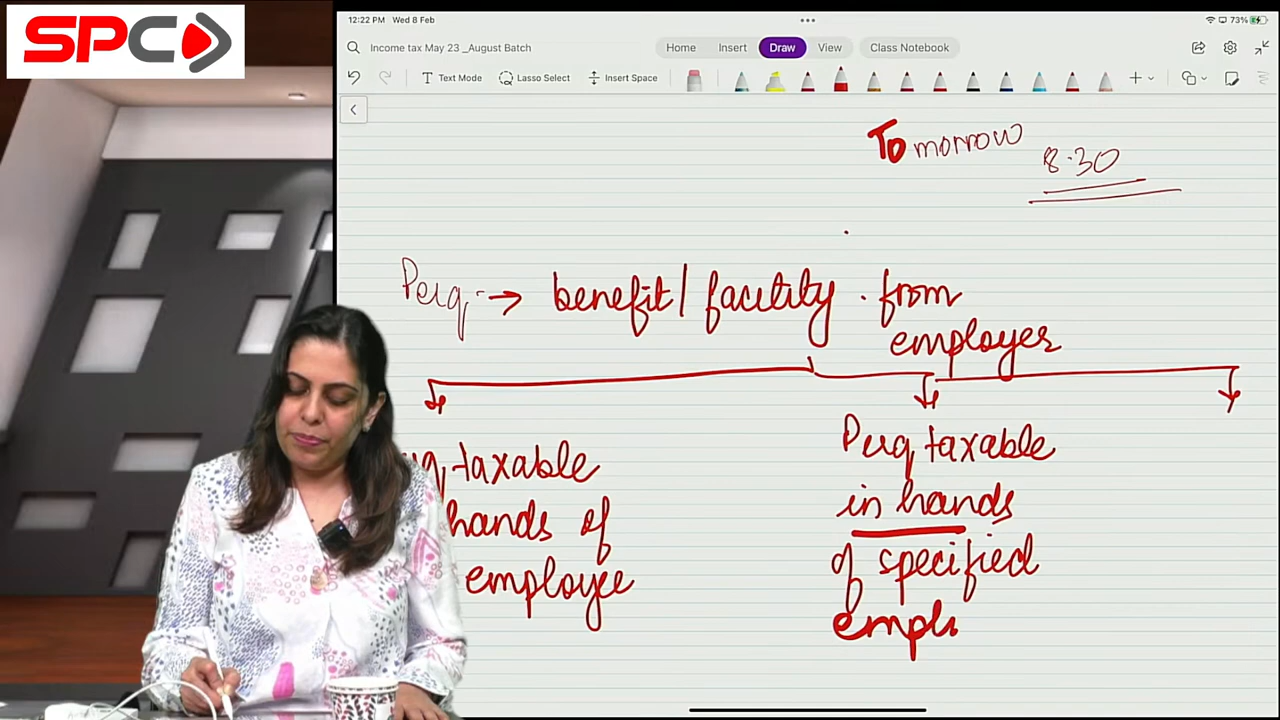 SPC
12:22 PM Wed 8 Feb
73%
Income tax May 23 _August Batch
Home Insert Draw View Class Notebook
Text Mode Lasso Select Insert Space
Tomorrow
8.30
Perq. → benefit/facility. from
employer
taxable
hands of
employee
Perq taxable
in hands
of specified
empl